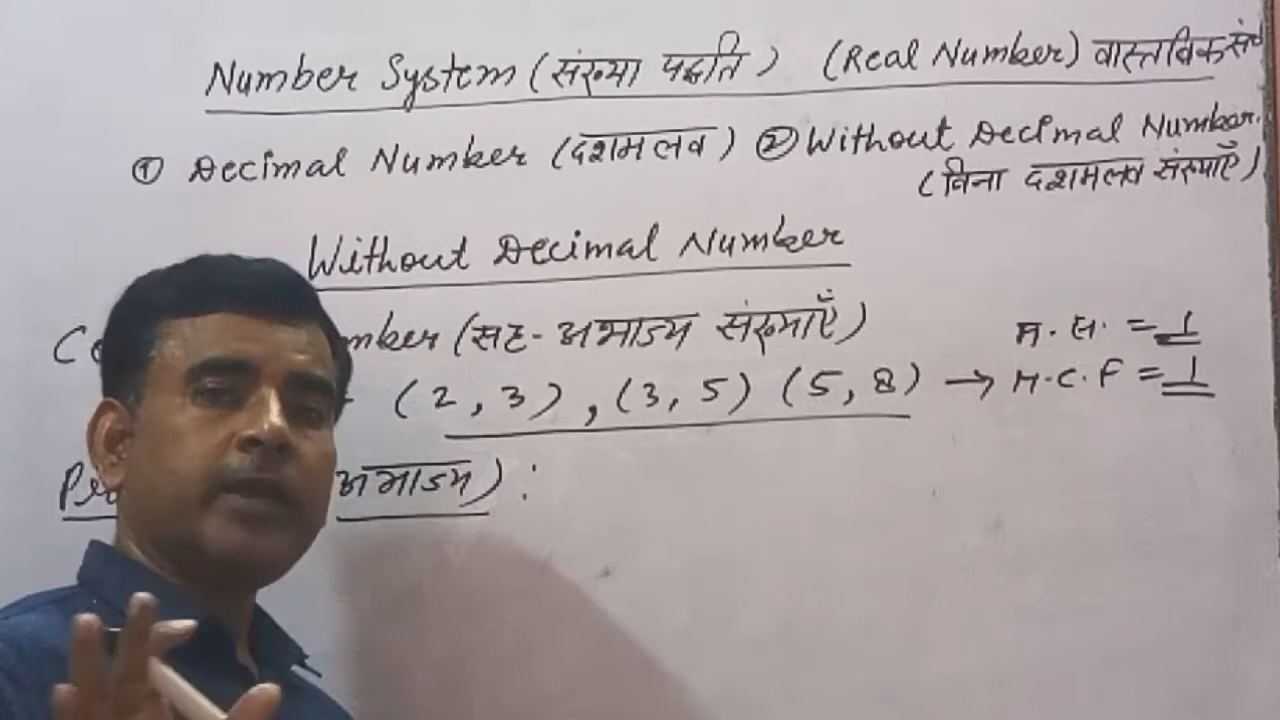 Number System (संख्या पद्धति) (Real Number) वास्तविक
① Decimal Number (दशमलव) ② Without Decimal Number.
(बिना दशमलव संख्याएँ)
Without Decimal Number
(सह-अभाज्य संख्याएँ) म.स. = 1
(2, 3), (3, 5) (5, 8) → H.C.F = 1
अभाज्य) :